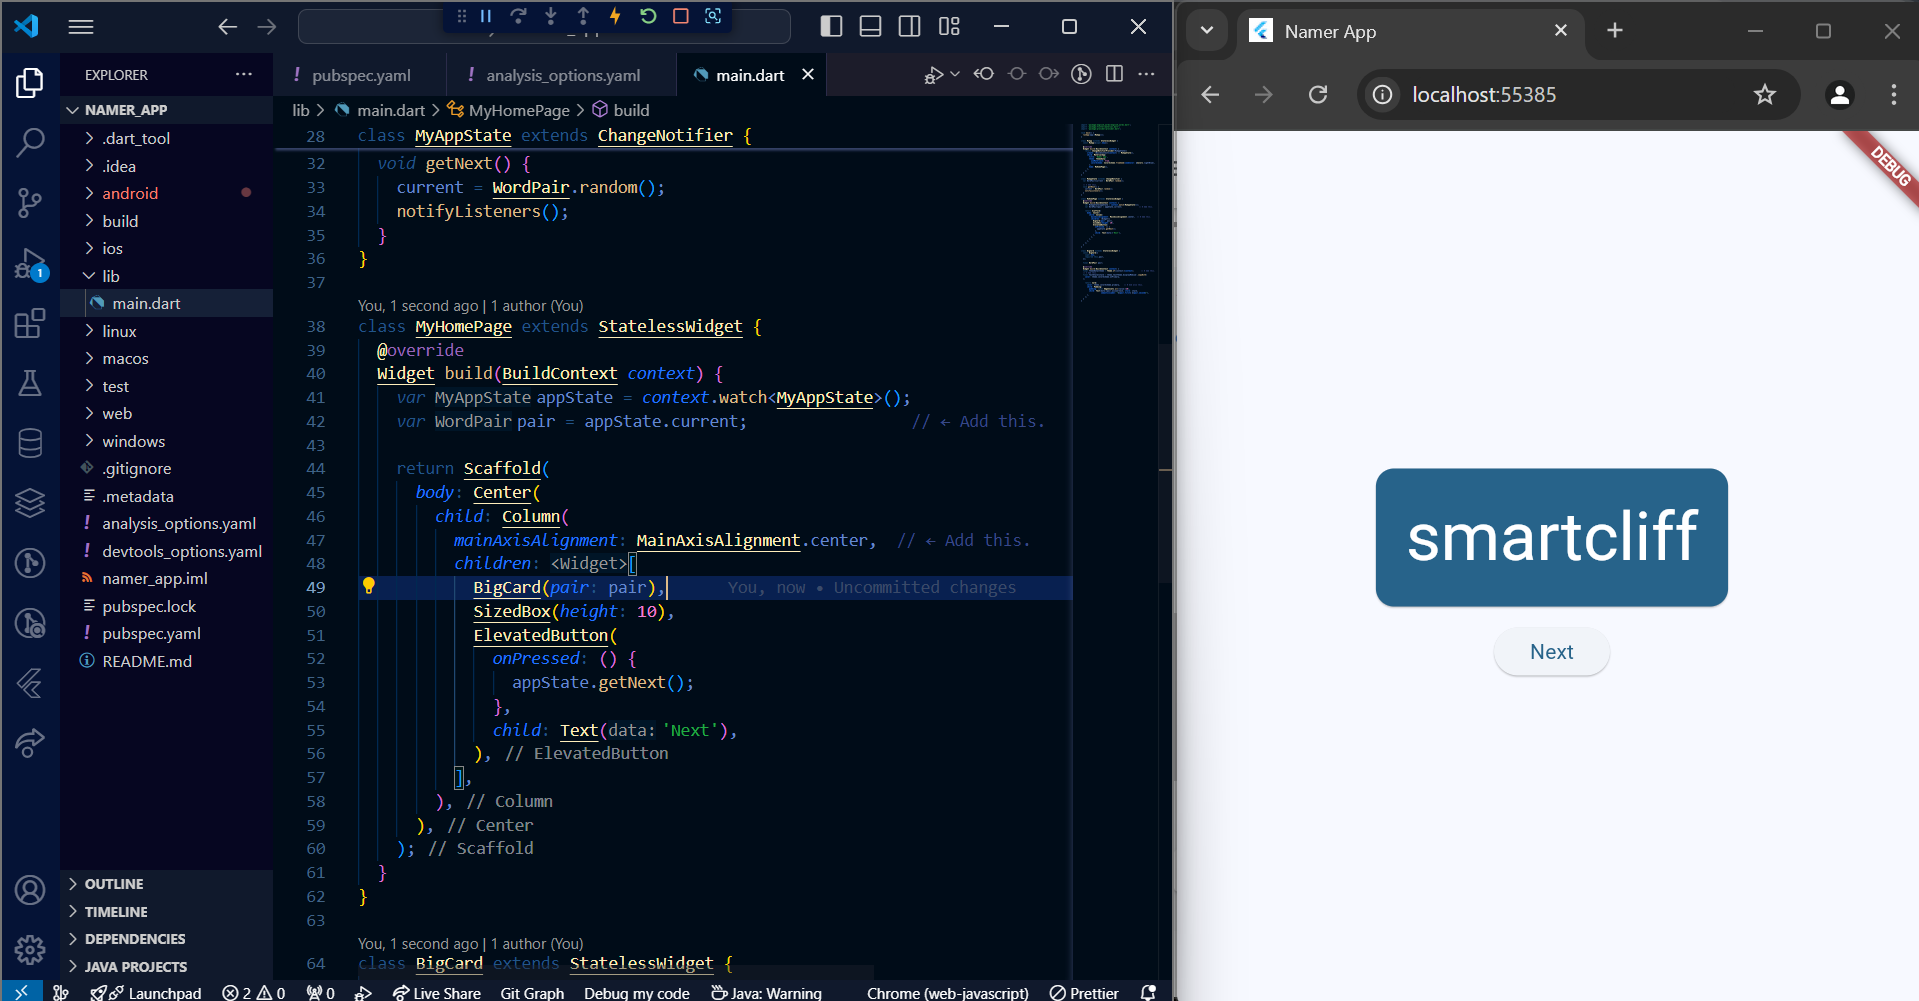 pubspec.yaml
analysis_options.yaml
main.dart
EXPLORER
NAMER_APP
.dart_tool
.idea
android
build
ios
lib
main.dart
linux
macos
test
web
windows
.gitignore
.metadata
analysis_options.yaml
devtools_options.yaml
namer_app.iml
pubspec.lock
pubspec.yaml
README.md
OUTLINE
TIMELINE
DEPENDENCIES
JAVA PROJECTS
1
lib > main.dart > MyHomePage > build
28 class MyAppState extends ChangeNotifier {
32 void getNext() {
33 current = WordPair.random();
34 notifyListeners();
35 }
36 }
37
You, 1 second ago | 1 author (You)
38 class MyHomePage extends StatelessWidget {
39 @override
40 Widget build(BuildContext context) {
41 var MyAppState appState = context.watch<MyAppState>();
42 var WordPair pair = appState.current; // ← Add this.
43
44 return Scaffold(
45 body: Center(
46 child: Column(
47 mainAxisAlignment: MainAxisAlignment.center, // ← Add this.
48 children: <Widget>[
49 BigCard(pair: pair), You, now • Uncommitted changes
50 SizedBox(height: 10),
51 ElevatedButton(
52 onPressed: () {
53 appState.getNext();
54 },
55 child: Text(data: 'Next'),
56 ), // ElevatedButton
57 ],
58 ), // Column
59 ), // Center
60 ); // Scaffold
61 }
62 }
63
You, 1 second ago | 1 author (You)
64 class BigCard extends StatelessWidget {
Launchpad 2 0 0 Live Share Git Graph Debug my code Java: Warning Chrome (web-javascript) Prettier
Namer App
localhost:55385
DEBUG
smartcliff
Next